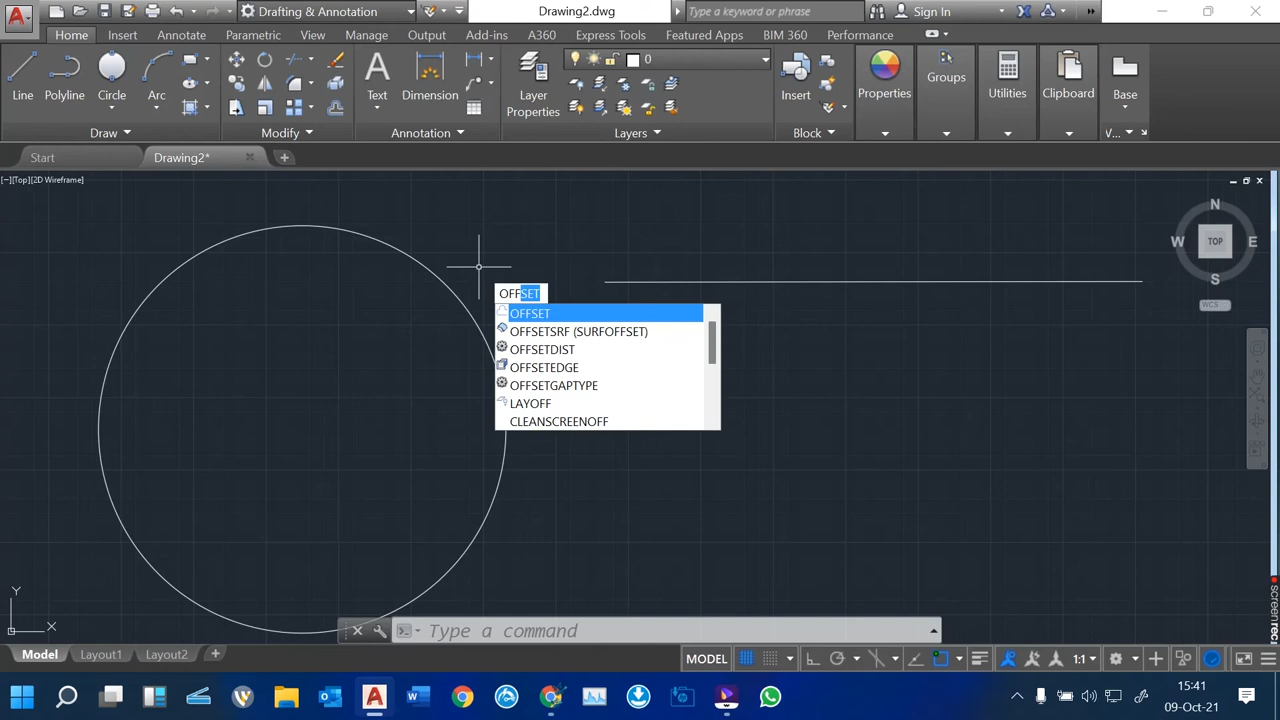 Drafting & Annotation
Drawing2.dwg
Type a keyword or phrase
Sign In
Home
Insert
Annotate
Parametric
View
Manage
Output
Add-ins
A360
Express Tools
Featured Apps
BIM 360
Performance
Line
Polyline
Circle
Arc
Text
Dimension
Layer
Properties
0
Insert
Properties
Groups
Utilities
Clipboard
Base
Draw
Modify
Annotation
Layers
Block
V...
Start
Drawing2*
[−][Top][2D Wireframe]
N
W
TOP
E
S
WCS
OFFSET
OFFSET
OFFSETSRF (SURFOFFSET)
OFFSETDIST
OFFSETEDGE
OFFSETGAPTYPE
LAYOFF
CLEANSCREENOFF
Y
X
Type a command
Model
Layout1
Layout2
MODEL
1:1
15:41
09-Oct-21